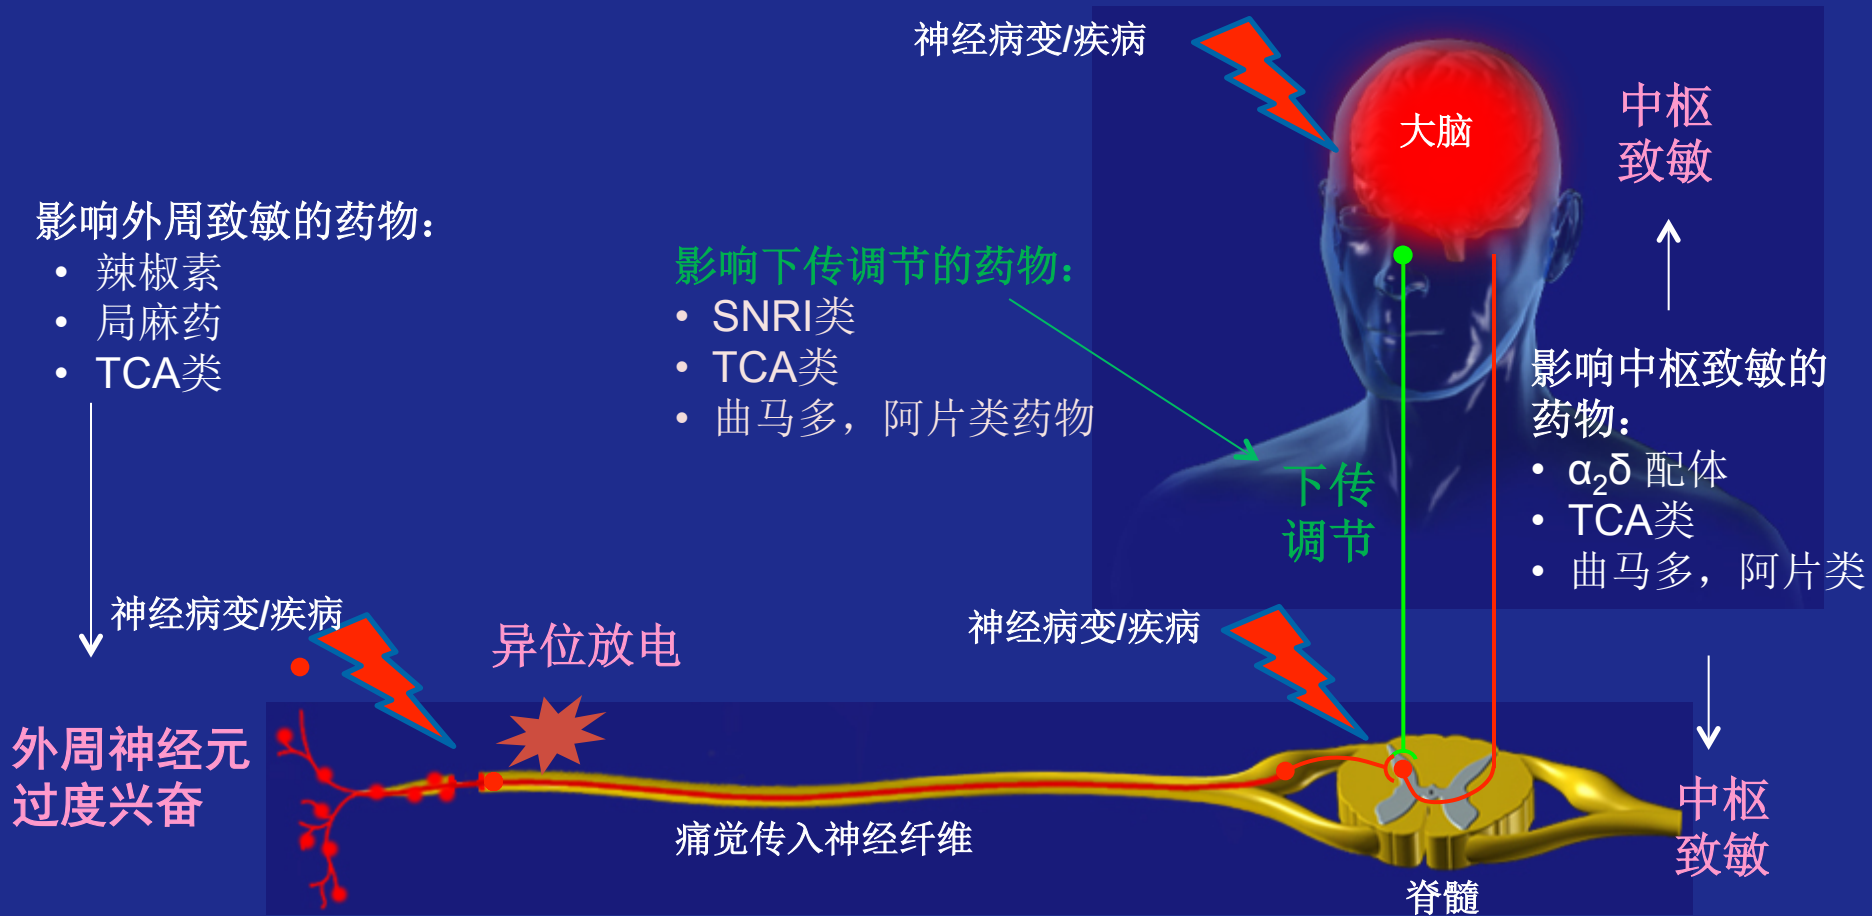 神经病变/疾病
大脑
中枢
致敏
影响外周致敏的药物：
• 辣椒素
• 局麻药
• TCA类
影响下传调节的药物：
• SNRI类
• TCA类
• 曲马多，阿片类药物
影响中枢致敏的
药物：
• α₂δ 配体
• TCA类
• 曲马多，阿片类
下传
调节
神经病变/疾病
异位放电
神经病变/疾病
外周神经元
过度兴奋
痛觉传入神经纤维
中枢
致敏
脊髓